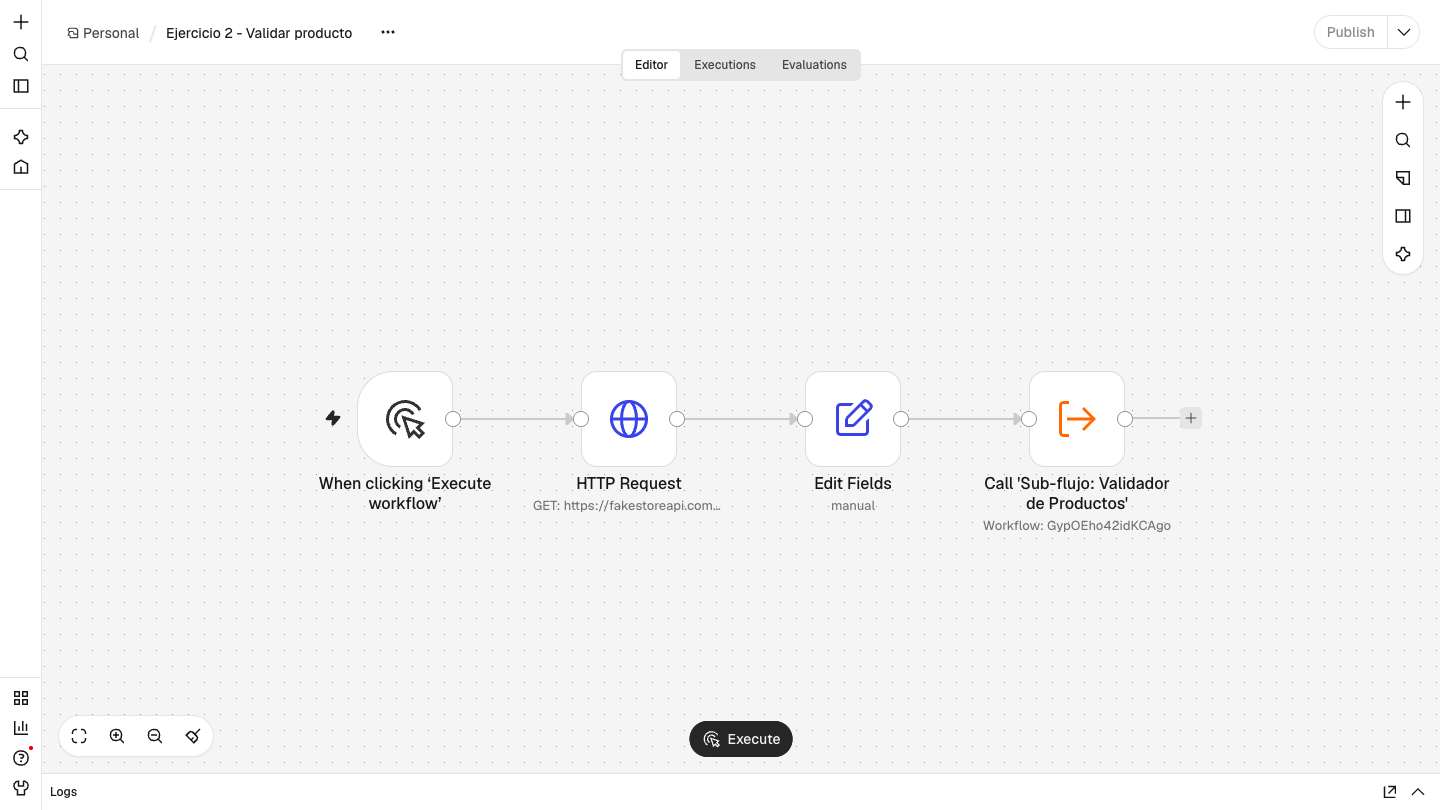 Personal / Ejercicio 2 - Validar producto ...
Publish
Editor Executions Evaluations
When clicking ‘Execute
workflow’
HTTP Request
GET: https://fakestoreapi.com…
Edit Fields
manual
Call 'Sub-flujo: Validador
de Productos'
Workflow: GypOEho42idKCAgo
Execute
Logs